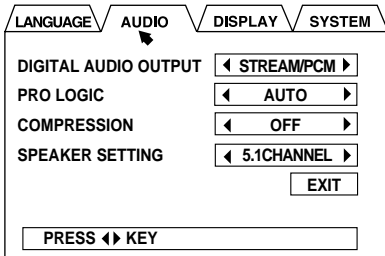 LANGUAGE AUDIO DISPLAY SYSTEM
DIGITAL AUDIO OUTPUT ◀ STREAM/PCM ▶
PRO LOGIC ◀ AUTO ▶
COMPRESSION ◀ OFF ▶
SPEAKER SETTING ◀ 5.1CHANNEL ▶
EXIT
PRESS ◀▶ KEY